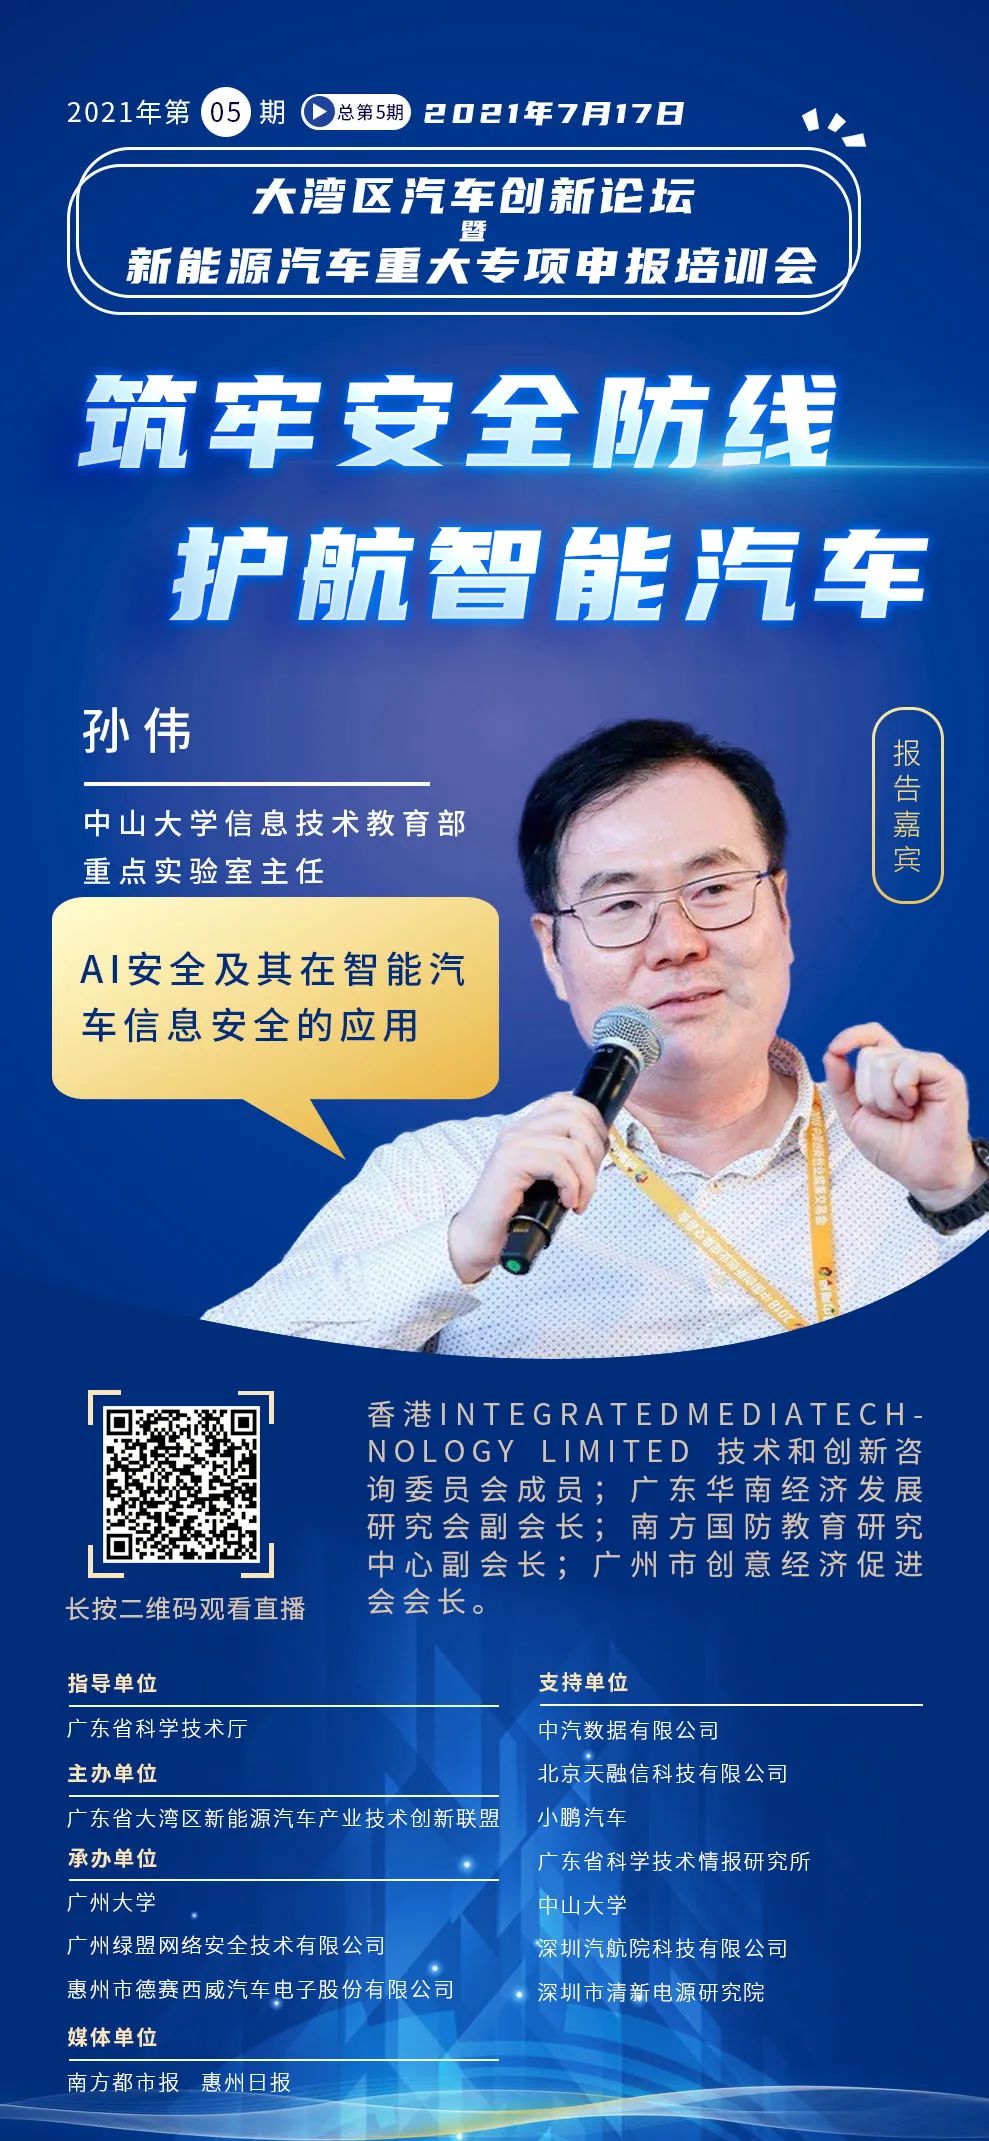 2021年第 05 期 总第5期 2021年7月17日
大湾区汽车创新论坛
暨
新能源汽车重大专项申报培训会
筑牢安全防线
护航智能汽车
孙伟
中山大学信息技术教育部
重点实验室主任
报告嘉宾
AI安全及其在智能汽
车信息安全的应用
香港INTEGRATEDMEDIATECH-
NOLOGY LIMITED 技术和创新咨
询委员会成员；广东华南经济发展
研究会副会长；南方国防教育研究
中心副会长；广州市创意经济促进
会会长。
长按二维码观看直播
指导单位
广东省科学技术厅
主办单位
广东省大湾区新能源汽车产业技术创新联盟
承办单位
广州大学
广州绿盟网络安全技术有限公司
惠州市德赛西威汽车电子股份有限公司
媒体单位
南方都市报 惠州日报
支持单位
中汽数据有限公司
北京天融信科技有限公司
小鹏汽车
广东省科学技术情报研究所
中山大学
深圳汽航院科技有限公司
深圳市清新电源研究院